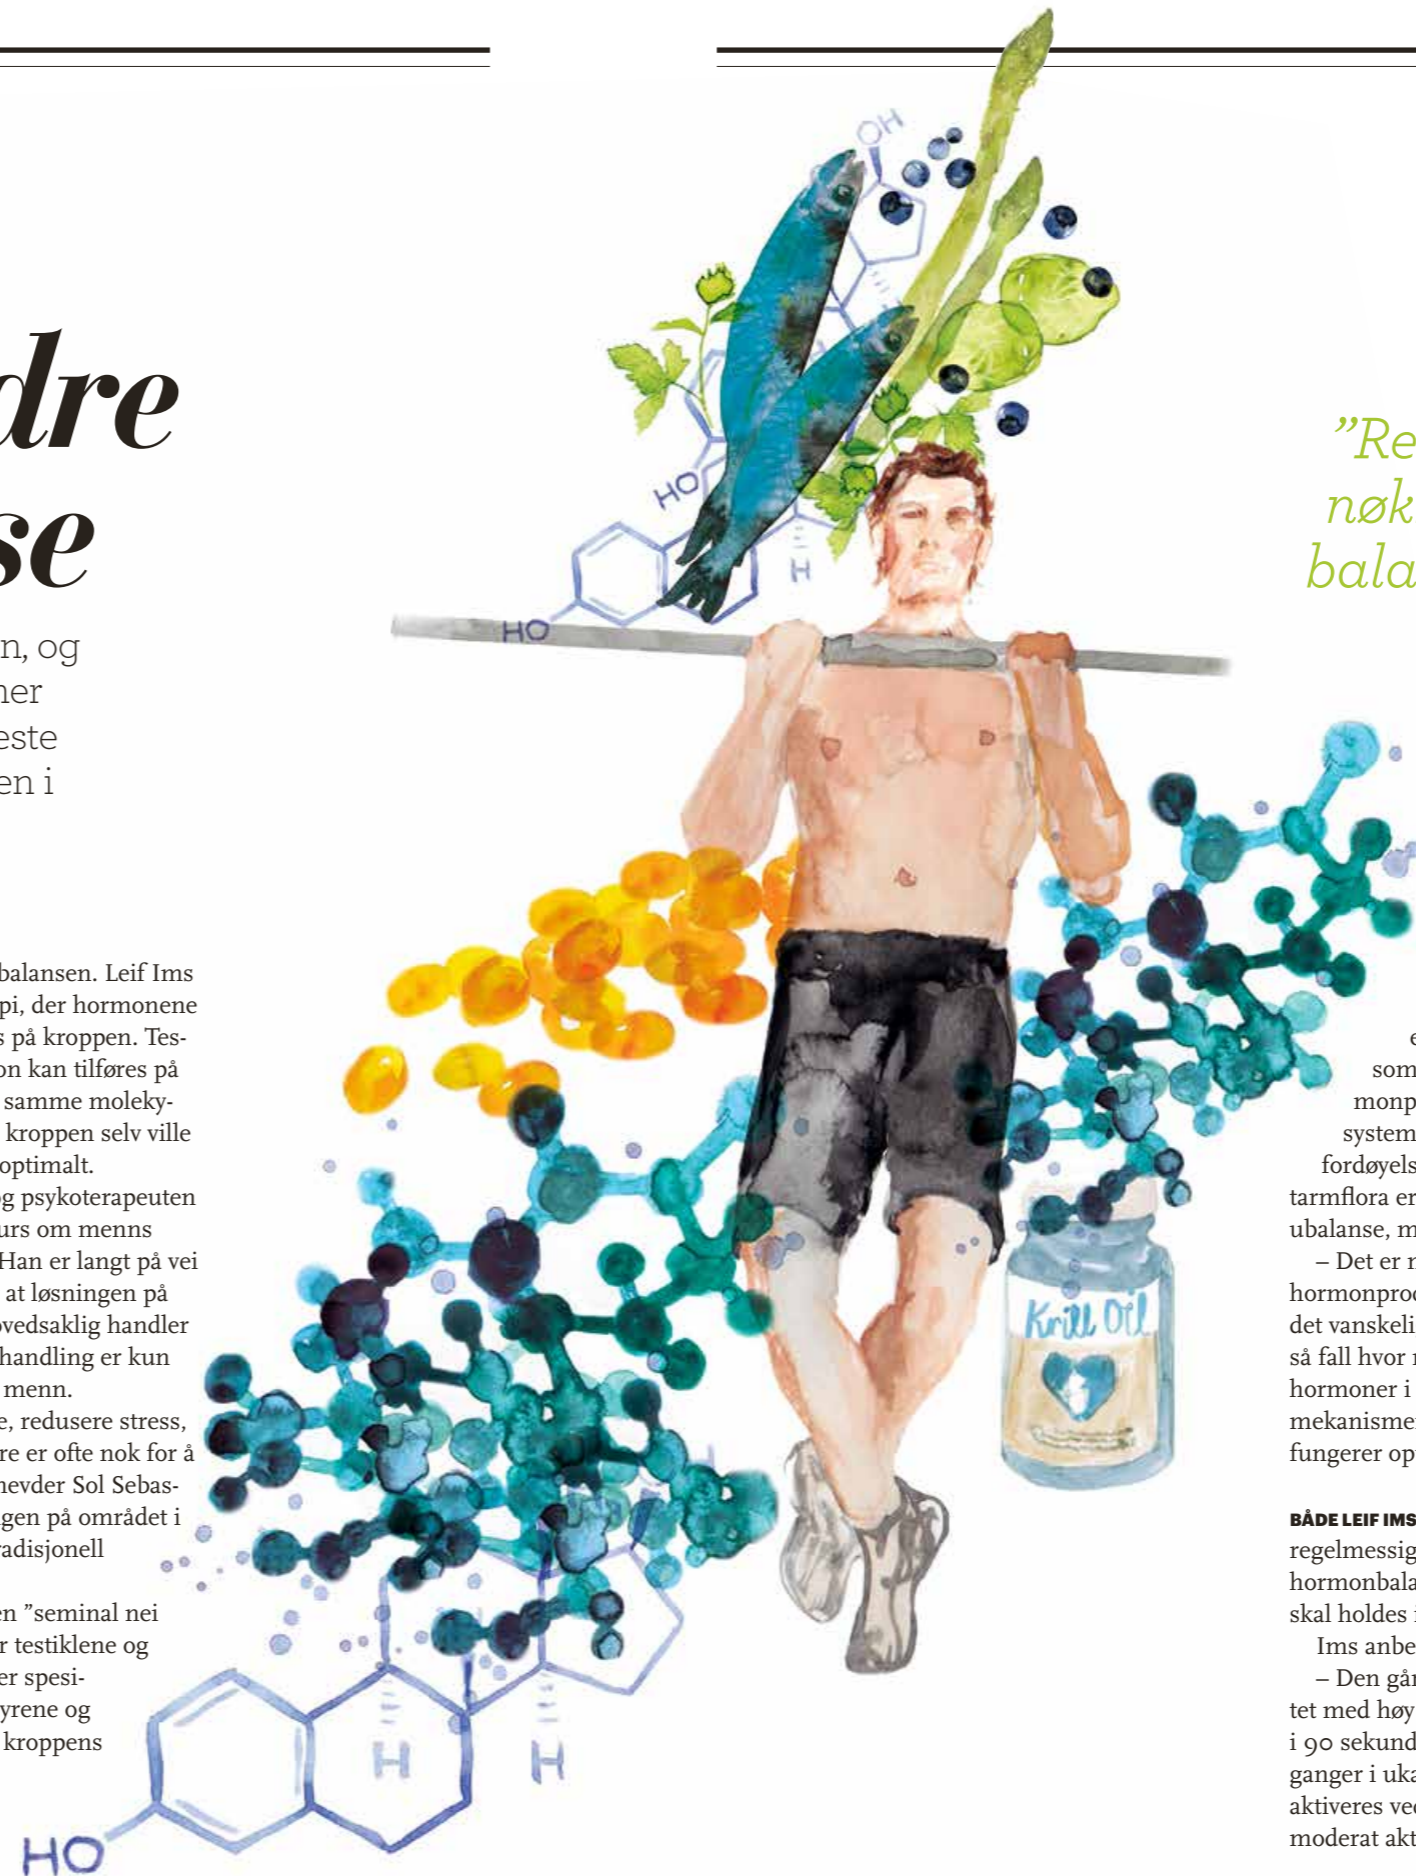 dre
se
n, og
ner
este
en i
balansen. Leif Ims
pi, der hormonene
s på kroppen. Tes-
on kan tilføres på
samme moleky-
kroppen selv ville
optimalt.
og psykoterapeuten
urs om menns
Han er langt på vei
at løsningen på
ovedsaklig handler
handling er kun
menn.
e, redusere stress,
re er ofte nok for å
hevder Sol Sebas-
gen på området i
radisjonell
en ”seminal nei
r testiklene og
er spesi-
yrene og
kroppens
OH
HO
H
HO
Krill Oil
H
H
HO
”Re
nøk
bala
e
som
monp
system
fordøyels
tarmflora er
ubalanse, m
– Det er n
hormonproc
det vanskeli
så fall hvor n
hormoner i
mekanismer
fungerer op
BÅDE LEIF IMS
regelmessig
hormonbala
skal holdes i
Ims anbe
– Den går
tet med høy
i 90 sekund
ganger i uka
aktiveres ved
moderat akt